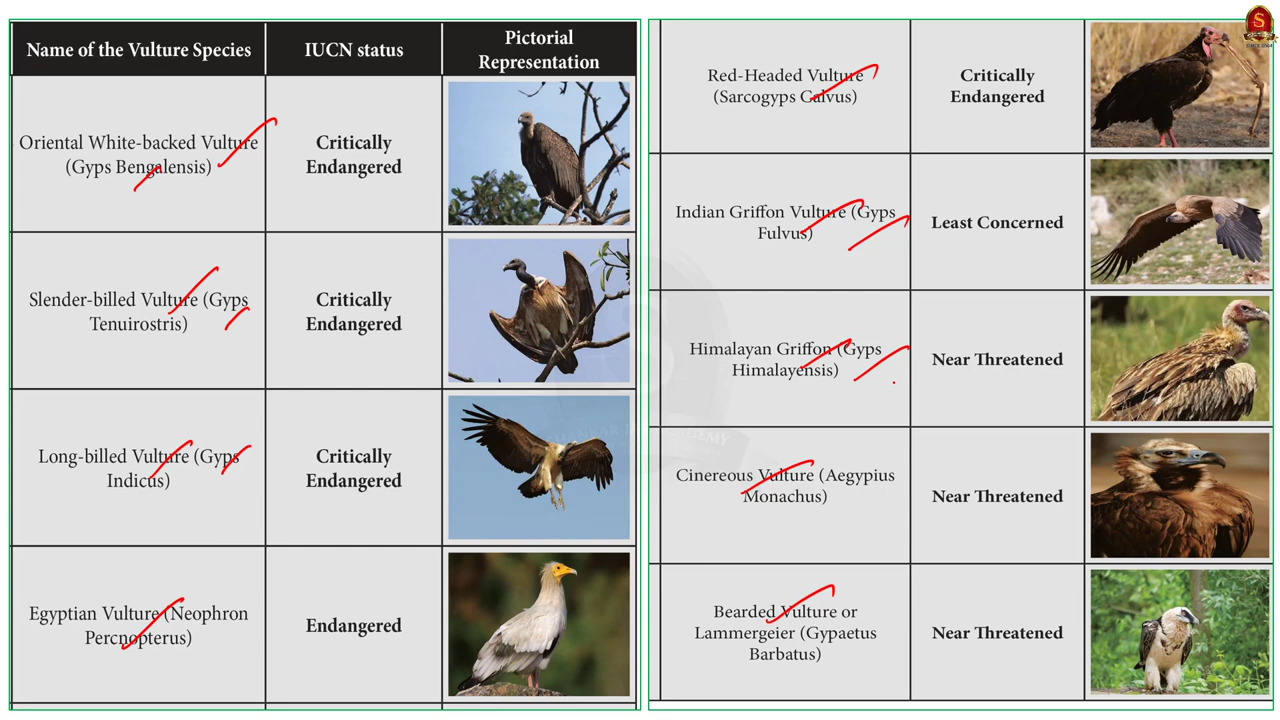 Name of the Vulture Species
IUCN status
Pictorial
Representation
Oriental White-backed Vulture
(Gyps Bengalensis)
Critically
Endangered
Slender-billed Vulture (Gyps
Tenuirostris)
Critically
Endangered
Long-billed Vulture (Gyps
Indicus)
Critically
Endangered
Egyptian Vulture (Neophron
Percnopterus)
Endangered
Red-Headed Vulture
(Sarcogyps Calvus)
Critically
Endangered
Indian Griffon Vulture (Gyps
Fulvus)
Least Concerned
Himalayan Griffon (Gyps
Himalayensis)
Near Threatened
Cinereous Vulture (Aegypius
Monachus)
Near Threatened
Bearded Vulture or
Lammergeier (Gypaetus
Barbatus)
Near Threatened
S
SINCE 2004